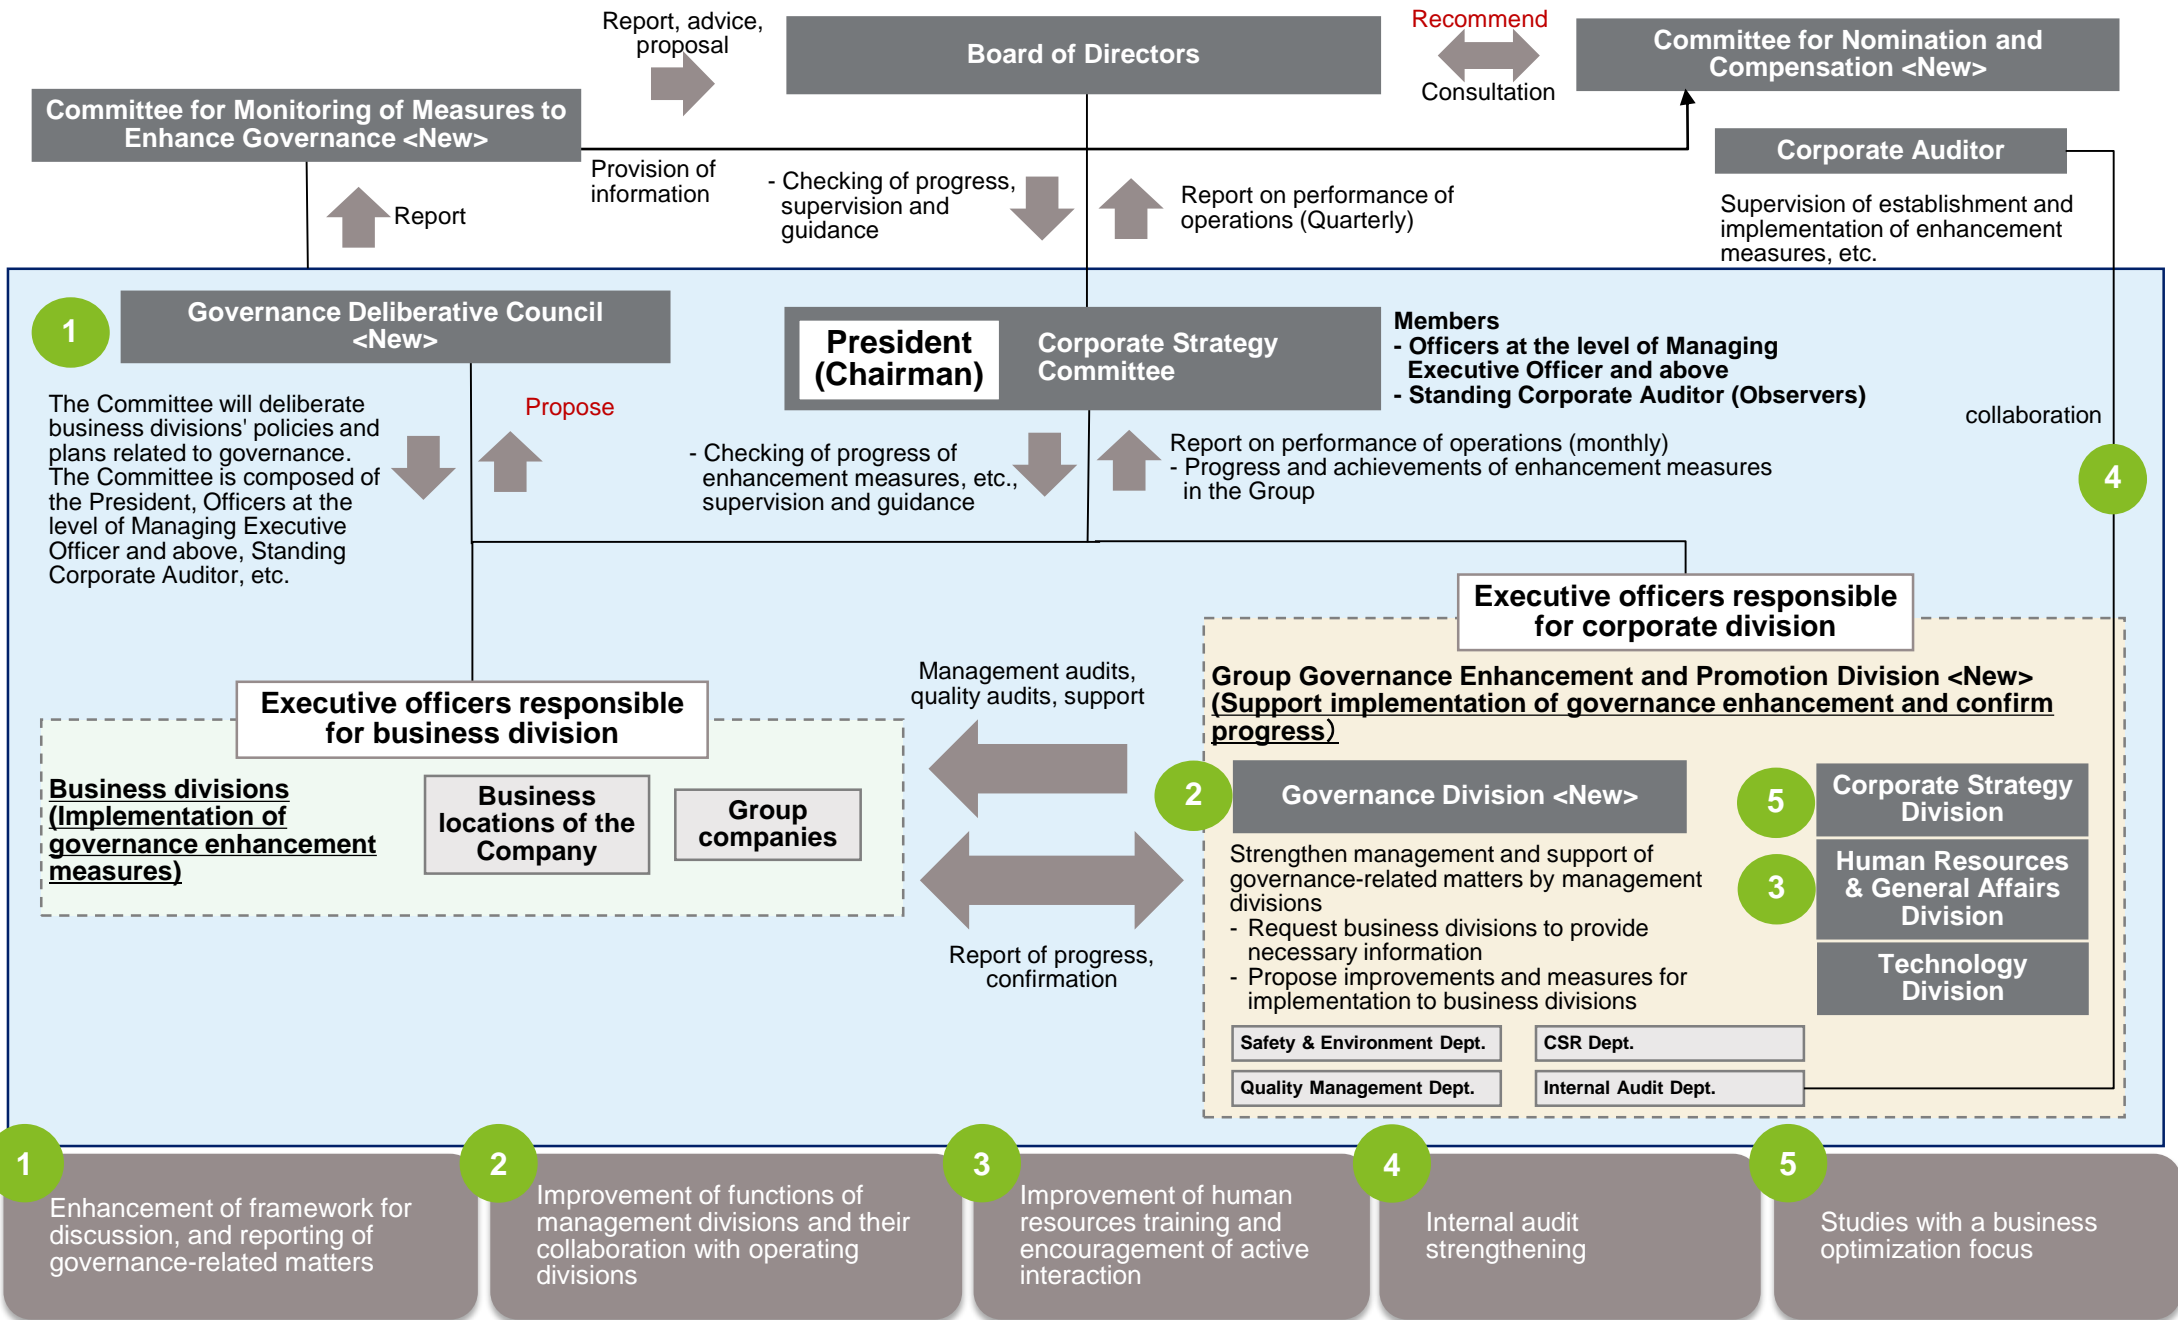 Report, advice,
proposal
Board of Directors
Recommend
Consultation
Committee for Nomination and
Compensation <New>
Committee for Monitoring of Measures to
Enhance Governance <New>
Corporate Auditor
Provision of
information
Report
- Checking of progress,
supervision and
guidance
Report on performance of
operations (Quarterly)
Supervision of establishment and
implementation of enhancement
measures, etc.
1
Governance Deliberative Council
<New>
President
(Chairman)
Corporate Strategy
Committee
Members
- Officers at the level of Managing
Executive Officer and above
- Standing Corporate Auditor (Observers)
The Committee will deliberate
business divisions' policies and
plans related to governance.
The Committee is composed of
the President, Officers at the
level of Managing Executive
Officer and above, Standing
Corporate Auditor, etc.
Propose
- Checking of progress of
enhancement measures, etc.,
supervision and guidance
Report on performance of operations (monthly)
- Progress and achievements of enhancement measures
in the Group
collaboration
4
Executive officers responsible
for corporate division
Executive officers responsible
for business division
Management audits,
quality audits, support
Group Governance Enhancement and Promotion Division <New>
(Support implementation of governance enhancement and confirm
progress）
Business divisions
(Implementation of
governance enhancement
measures)
Business
locations of the
Company
Group
companies
Report of progress,
confirmation
2
Governance Division <New>
Strengthen management and support of
governance-related matters by management
divisions
- Request business divisions to provide
necessary information
- Propose improvements and measures for
implementation to business divisions
5
Corporate Strategy
Division
3
Human Resources
& General Affairs
Division
Technology
Division
Safety & Environment Dept.
CSR Dept.
Quality Management Dept.
Internal Audit Dept.
1
Enhancement of framework for
discussion, and reporting of
governance-related matters
2
Improvement of functions of
management divisions and their
collaboration with operating
divisions
3
Improvement of human
resources training and
encouragement of active
interaction
4
Internal audit
strengthening
5
Studies with a business
optimization focus